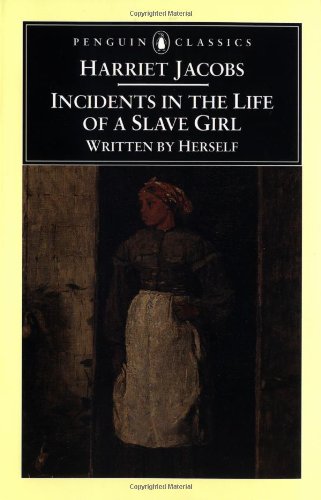 PENGUIN CLASSICS
HARRIET JACOBS
INCIDENTS IN THE LIFE
OF A SLAVE GIRL
WRITTEN BY HERSELF